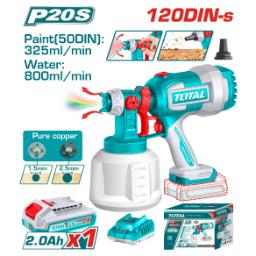 P20S
120DIN-s
Paint(50DIN):
325ml/min
Water:
800ml/min
TOTAL
Pure copper
1.5mm
2.5mm
2.0Ah X1
TOTAL